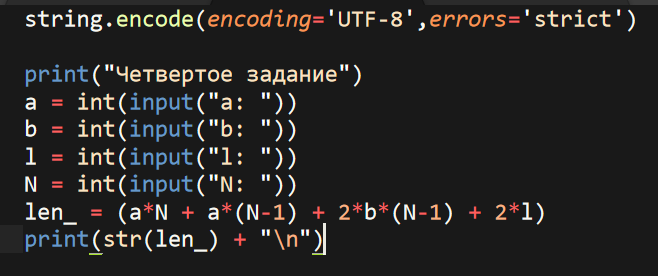 string.encode(encoding='UTF-8',errors='strict')
print("Четвертое задание")
a = int(input("a: "))
b = int(input("b: "))
l = int(input("l: "))
N = int(input("N: "))
len_ = (a*N + a*(N-1) + 2*b*(N-1) + 2*l)
print(str(len_) + "\n")